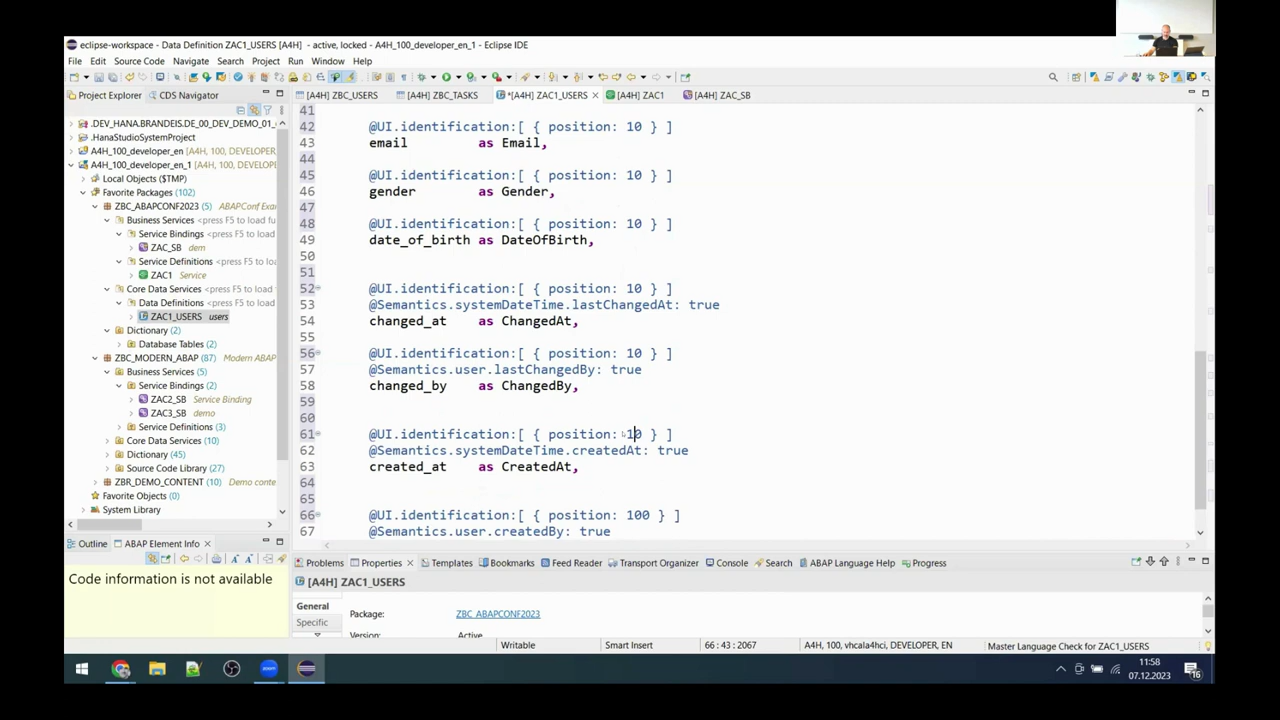 eclipse-workspace - Data Definition ZAC1_USERS [A4H] - active, locked - A4H_100_developer_en_1 - Eclipse IDE
File Edit Source Code Navigate Search Project Run Window Help
Project Explorer CDS Navigator
[A4H] ZBC_USERS [A4H] ZBC_TASKS *[A4H] ZAC1_USERS [A4H] ZAC1 [A4H] ZAC_SB
.DEV_HANA.BRANDEIS.DE_00_DEV_DEMO_01_
.HanaStudioSystemProject
A4H_100_developer_en (A4H, 100, DEVELOPER,
A4H_100_developer_en_1 (A4H, 100, DEVELOPER,
Local Objects ($TMP)
Favorite Packages (102)
ZBC_ABAPCONF2023 (5) ABAPConf Exa
Business Services <press F5 to load fu
Service Bindings <press F5 to load
ZAC_SB dem
Service Definitions <press F5 to loa
ZAC1 Service
Core Data Services <press F5 to load
Data Definitions <press F5 to load
ZAC1_USERS users
Dictionary (2)
Database Tables (2)
ZBC_MODERN_ABAP (87) Modern ABAP
Business Services (5)
Service Bindings (2)
ZAC2_SB Service Binding
ZAC3_SB demo
Service Definitions (2)
Core Data Services (10)
Dictionary (45)
Source Code Library (27)
ZBR_DEMO_CONTENT (10) Demo conte
Favorite Objects (0)
System Library
41
42 @UI.identification:[ { position: 10 } ]
43 email as Email,
44
45 @UI.identification:[ { position: 10 } ]
46 gender as Gender,
47
48 @UI.identification:[ { position: 10 } ]
49 date_of_birth as DateOfBirth,
50
51
52 @UI.identification:[ { position: 10 } ]
53 @Semantics.systemDateTime.lastChangedAt: true
54 changed_at as ChangedAt,
55
56 @UI.identification:[ { position: 10 } ]
57 @Semantics.user.lastChangedBy: true
58 changed_by as ChangedBy,
59
60
61 @UI.identification:[ { position: 10 } ]
62 @Semantics.systemDateTime.createdAt: true
63 created_at as CreatedAt,
64
65
66 @UI.identification:[ { position: 100 } ]
67 @Semantics.user.createdBy: true
Outline ABAP Element Info
Code information is not available
Problems Properties Templates Bookmarks Feed Reader Transport Organizer Console Search ABAP Language Help Progress
[A4H] ZAC1_USERS
General
Specific
Package: ZBC_ABAPCONF2023
Version: Active
Writable Smart Insert 66 : 43 : 2067 A4H, 100, vhcala4hci, DEVELOPER, EN Master Language Check for ZAC1_USERS
11:58
07.12.2023
16